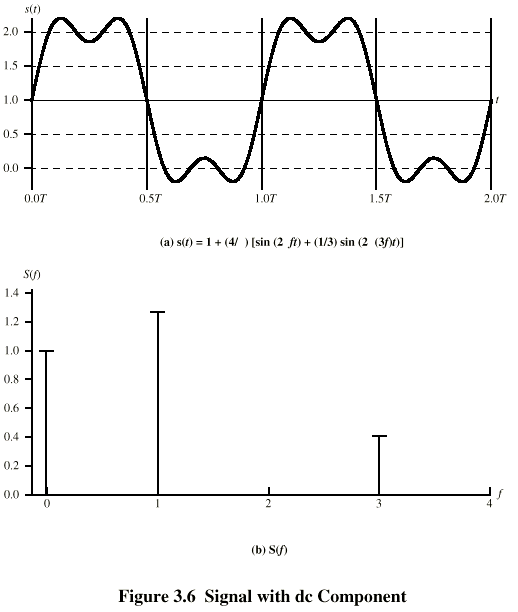 s(t)
2.0
1.5
1.0
t
0.5
0.0
0.0T 0.5T 1.0T 1.5T 2.0T
(a) s(t) = 1 + (4/ ) [sin (2 ft) + (1/3) sin (2 (3f)t)]
S(f)
1.4
1.2
1.0
0.8
0.6
0.4
0.2
0.0
f
0 1 2 3 4
(b) S(f)
Figure 3.6 Signal with dc Component